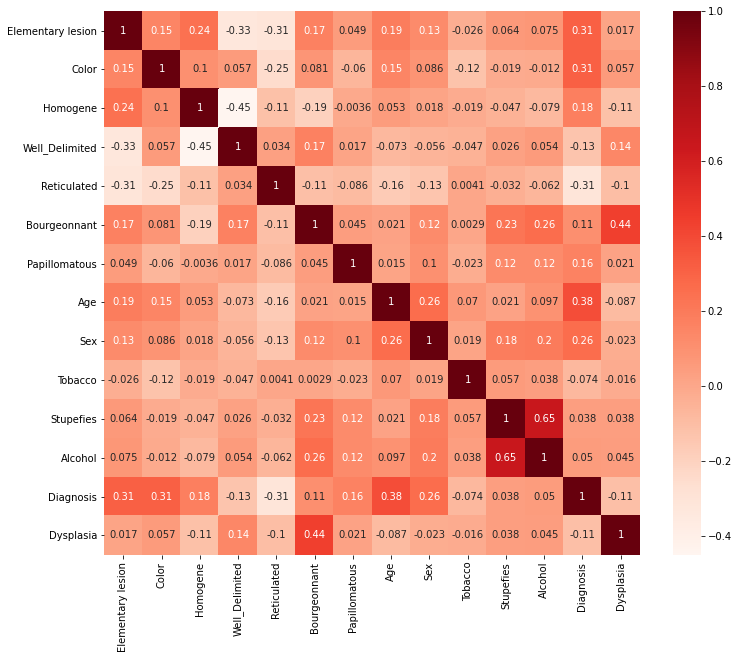 Elementary lesion 1 0.15 0.24 -0.33 -0.31 0.17 0.049 0.19 0.13 -0.026 0.064 0.075 0.31 0.017
Color 0.15 1 0.1 0.057 -0.25 0.081 -0.06 0.15 0.086 -0.12 -0.019 -0.012 0.31 0.057
Homogene 0.24 0.1 1 -0.45 -0.11 -0.19 -0.0036 0.053 0.018 -0.019 -0.047 -0.079 0.18 -0.11
Well_Delimited -0.33 0.057 -0.45 1 0.034 0.17 0.017 -0.073 -0.056 -0.047 0.026 0.054 -0.13 0.14
Reticulated -0.31 -0.25 -0.11 0.034 1 -0.11 -0.086 -0.16 -0.13 0.0041 -0.032 -0.062 -0.31 -0.1
Bourgeonnant 0.17 0.081 -0.19 0.17 -0.11 1 0.045 0.021 0.12 0.0029 0.23 0.26 0.11 0.44
Papillomatous 0.049 -0.06 -0.0036 0.017 -0.086 0.045 1 0.015 0.1 -0.023 0.12 0.12 0.16 0.021
Age 0.19 0.15 0.053 -0.073 -0.16 0.021 0.015 1 0.26 0.07 0.021 0.097 0.38 -0.087
Sex 0.13 0.086 0.018 -0.056 -0.13 0.12 0.1 0.26 1 0.019 0.18 0.2 0.26 -0.023
Tobacco -0.026 -0.12 -0.019 -0.047 0.0041 0.0029 -0.023 0.07 0.019 1 0.057 0.038 -0.074 -0.016
Stupefies 0.064 -0.019 -0.047 0.026 -0.032 0.23 0.12 0.021 0.18 0.057 1 0.65 0.038 0.038
Alcohol 0.075 -0.012 -0.079 0.054 -0.062 0.26 0.12 0.097 0.2 0.038 0.65 1 0.05 0.045
Diagnosis 0.31 0.31 0.18 -0.13 -0.31 0.11 0.16 0.38 0.26 -0.074 0.038 0.05 1 -0.11
Dysplasia 0.017 0.057 -0.11 0.14 -0.1 0.44 0.021 -0.087 -0.023 -0.016 0.038 0.045 -0.11 1
Elementary lesion
Color
Homogene
Well_Delimited
Reticulated
Bourgeonnant
Papillomatous
Age
Sex
Tobacco
Stupefies
Alcohol
Diagnosis
Dysplasia
1.0
0.8
0.6
0.4
0.2
0.0
−0.2
−0.4